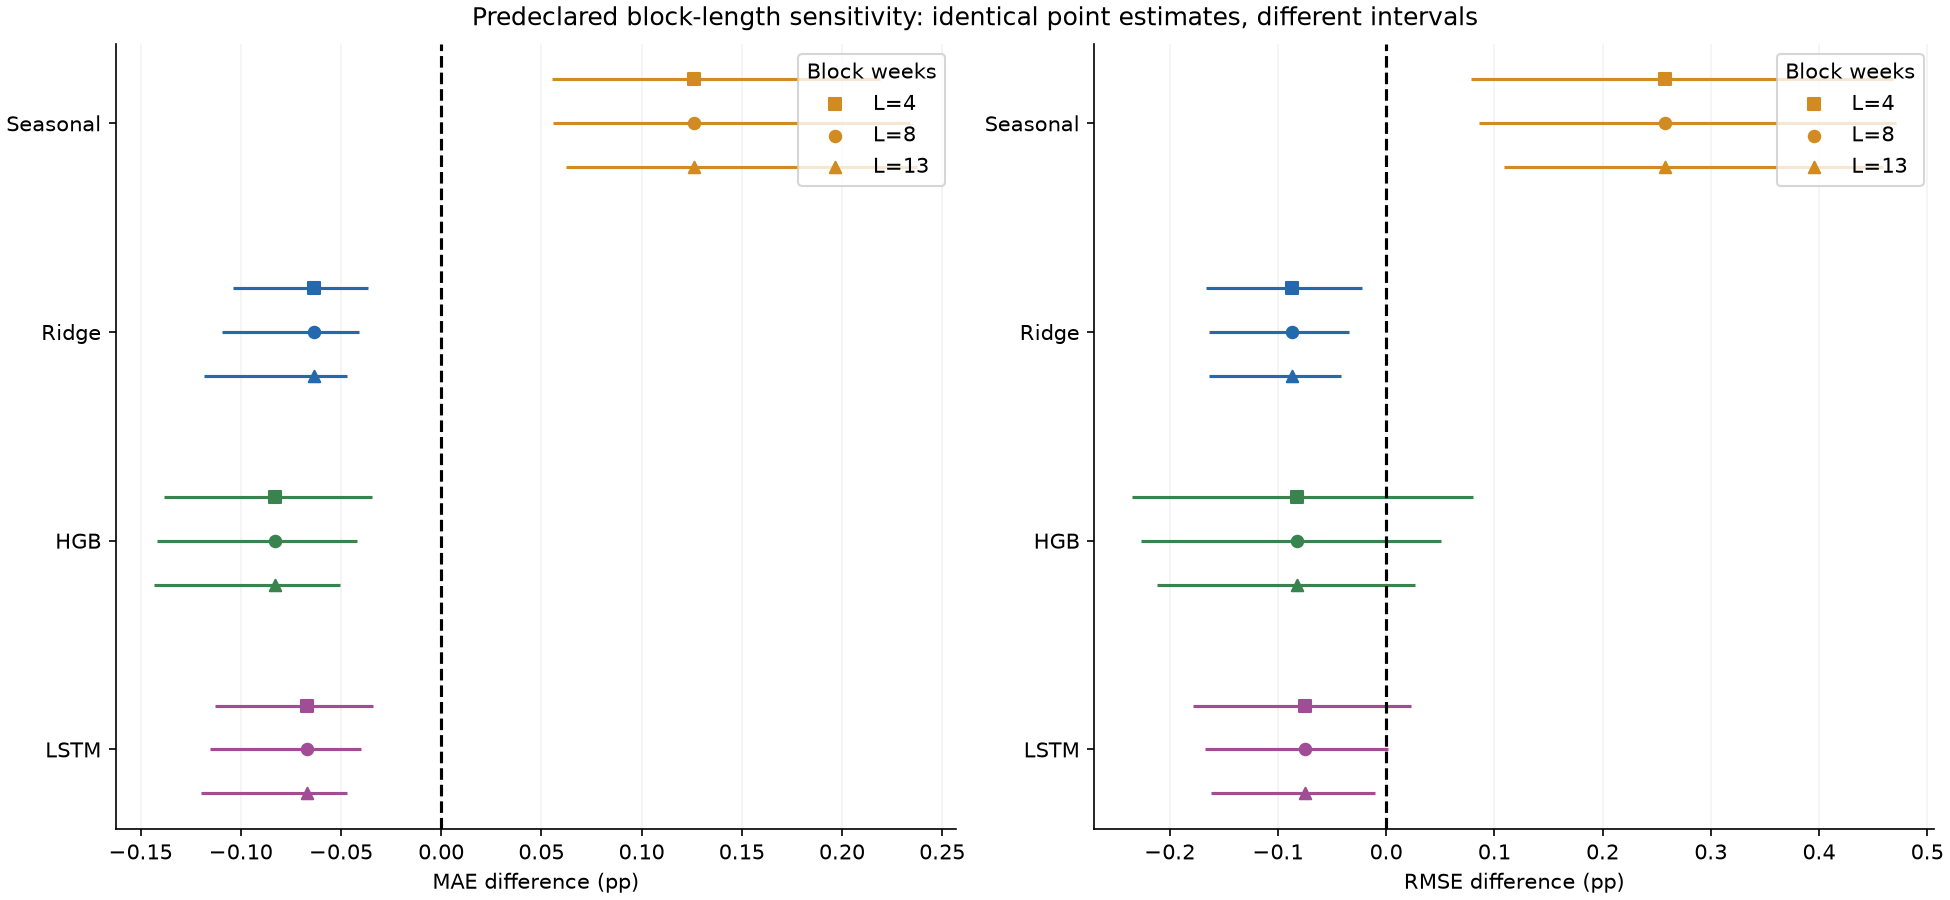 Predeclared block-length sensitivity: identical point estimates, different intervals
Block weeks
L=4
L=8
L=13
Seasonal
Ridge
HGB
LSTM
−0.15 −0.10 −0.05 0.00 0.05 0.10 0.15 0.20 0.25
MAE difference (pp)
Block weeks
L=4
L=8
L=13
Seasonal
Ridge
HGB
LSTM
−0.2 −0.1 0.0 0.1 0.2 0.3 0.4 0.5
RMSE difference (pp)